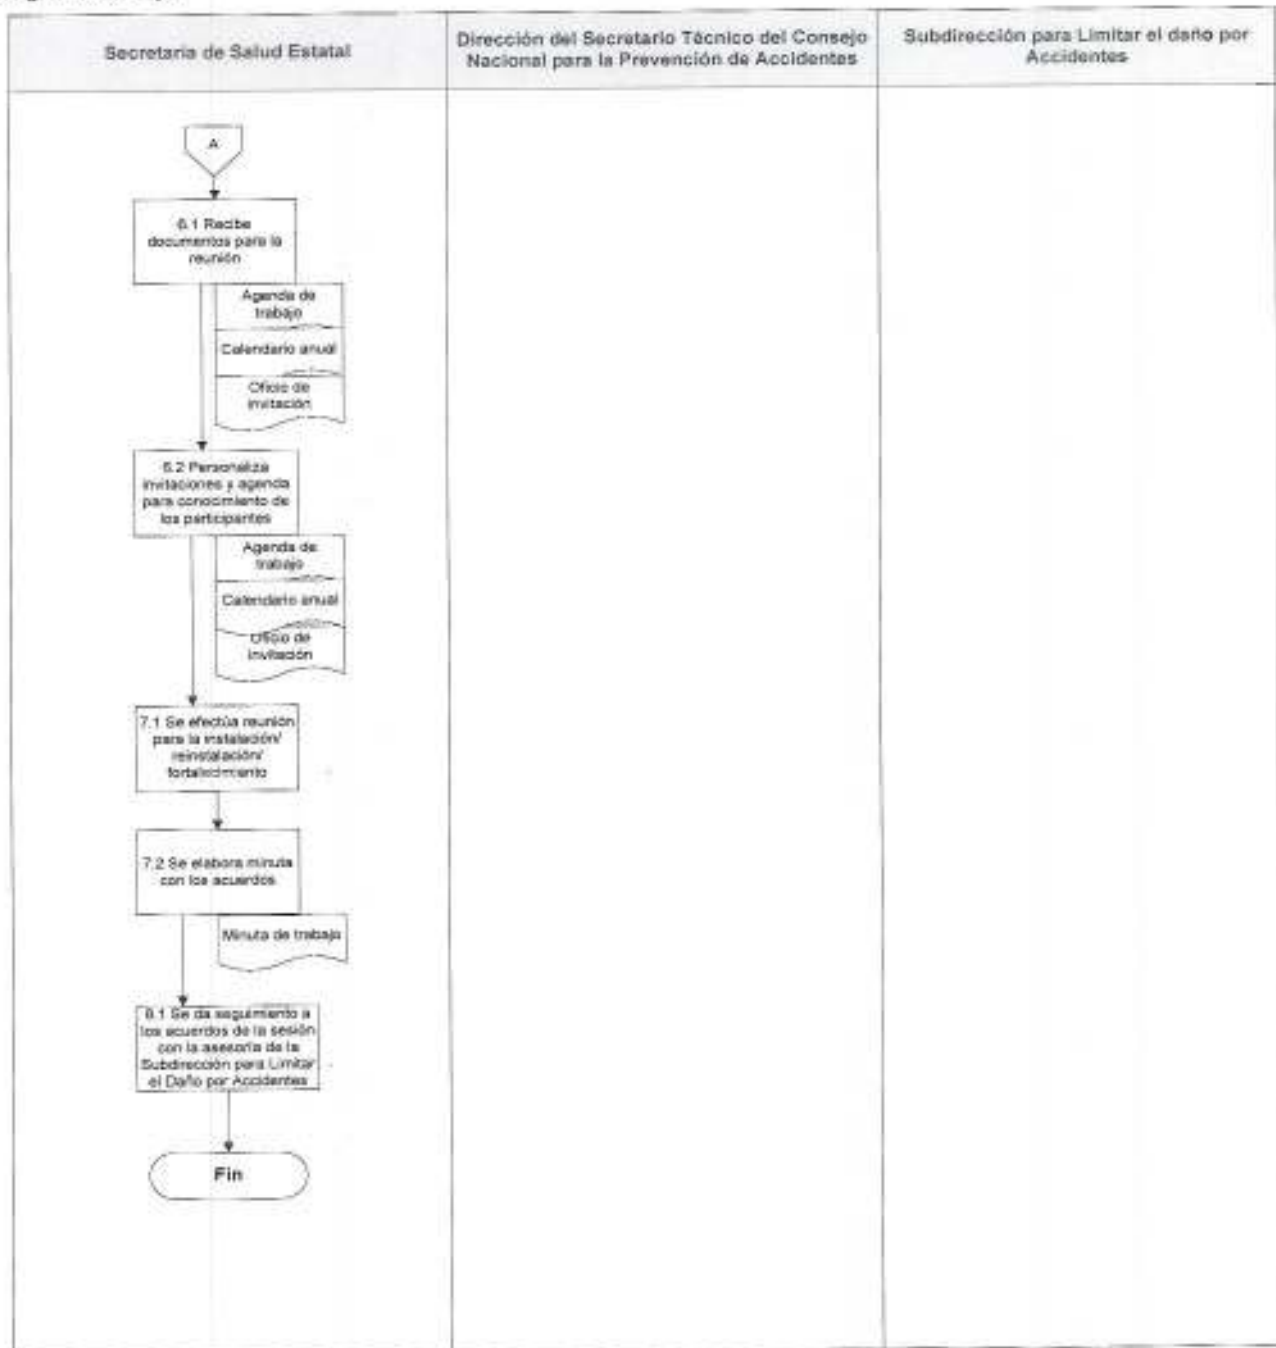 Secretaría de Salud Estatal
Dirección del Secretario Técnico del Consejo
Nacional para la Prevención de Accidentes
Subdirección para Limitar el daño por
Accidentes
A
6.1 Recibe
documentos para la
reunión
Agenda de
trabajo
Calendario anual
Oficio de
invitación
6.2 Personaliza
invitaciones y agenda
para conocimiento de
los participantes
Agenda de
trabajo
Calendario anual
Oficio de
invitación
7.1 Se efectúa reunión
para la instalación/
reinstalación/
fortalecimiento
7.2 Se elabora minuta
con los acuerdos
Minuta de trabajo
8.1 Se da seguimiento a
los acuerdos de la sesión
con la asesoría de la
Subdirección para Limitar
el Daño por Accidentes
Fin